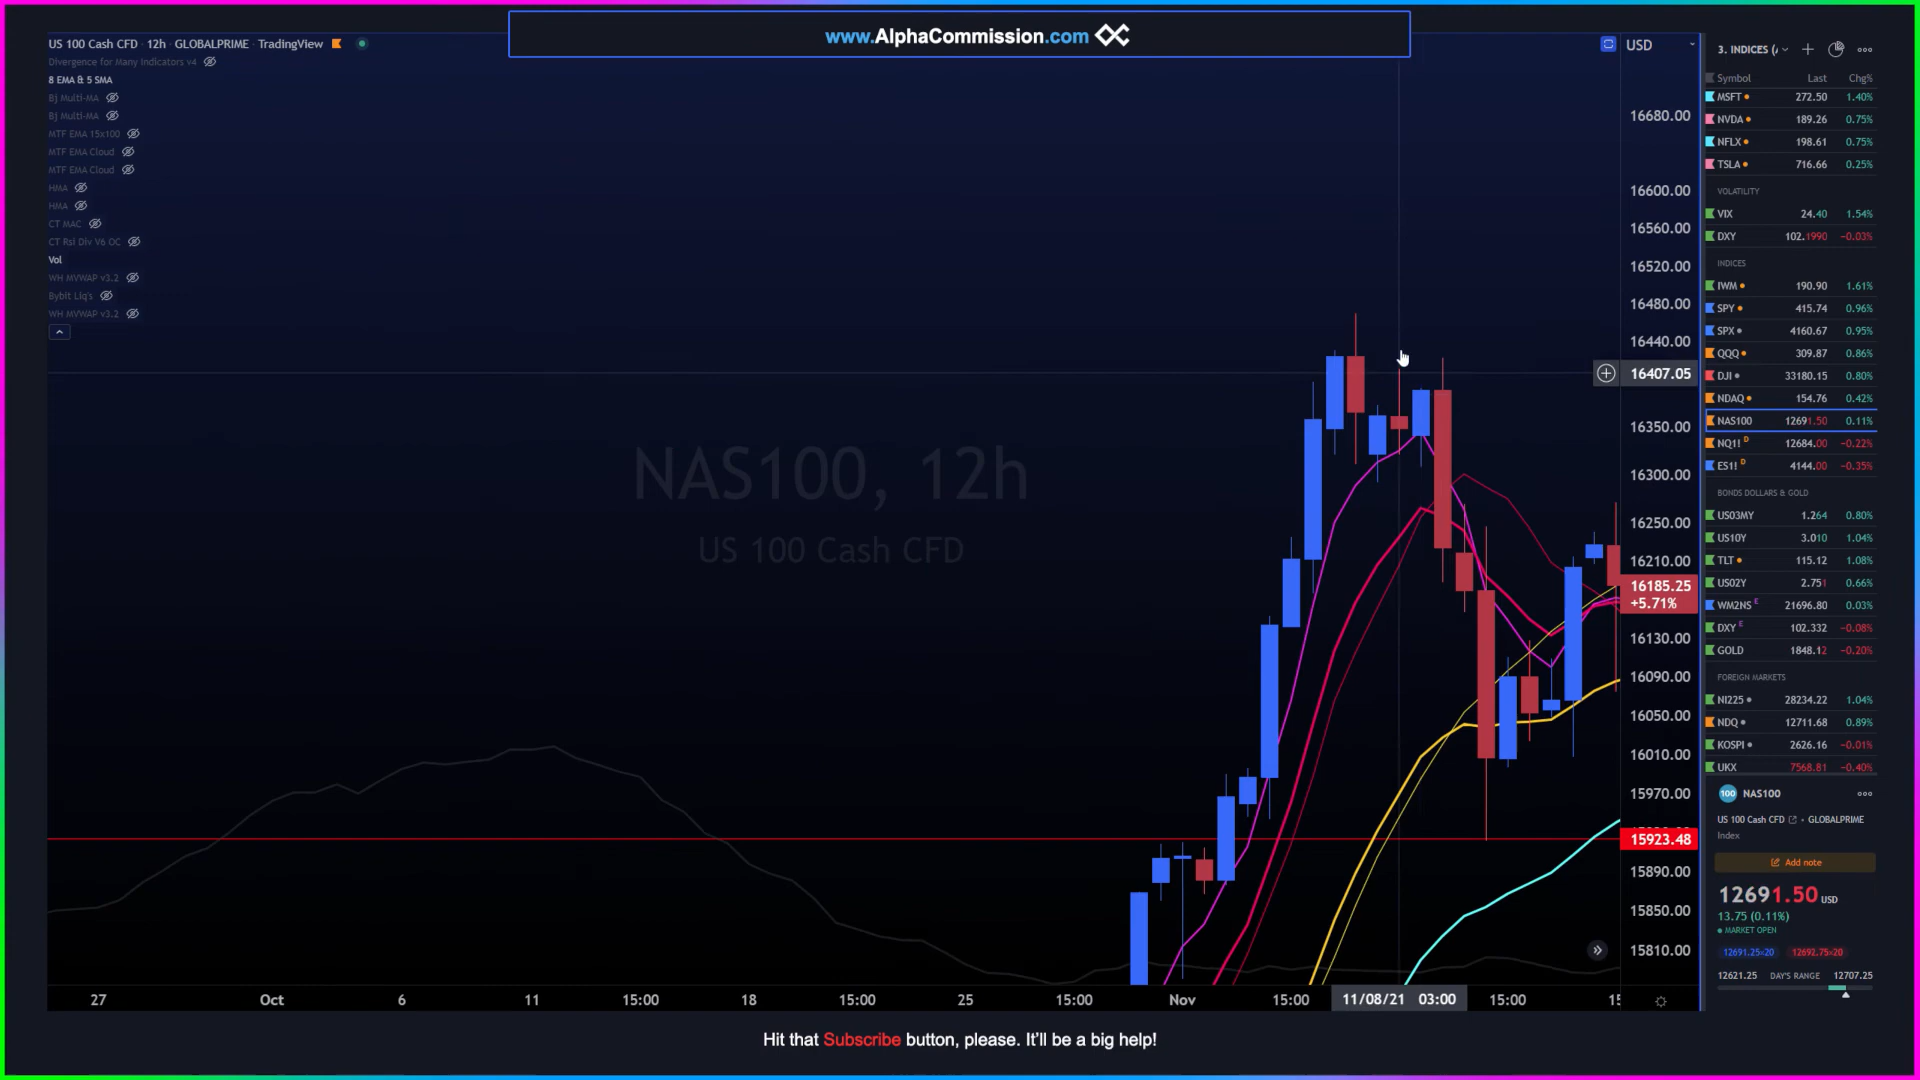 www.AlphaCommission.com
US 100 Cash CFD · 12h · GLOBALPRIME · TradingView
Divergence for Many Indicators v4
8 EMA & 5 SMA
Bj Multi-MA
Bj Multi-MA
MTF EMA 15x100
MTF EMA Cloud
MTF EMA Cloud
HMA
HMA
CT MAC
CT Rsi Div V6 OC
Vol
WH MVWAP v3.2
Bybit Liq's
WH MVWAP v3.2
NAS100, 12h
US 100 Cash CFD
USD
16680.00
16600.00
16560.00
16520.00
16480.00
16440.00
16407.05
16350.00
16300.00
16250.00
16210.00
16185.25
+5.71%
16130.00
16090.00
16050.00
16010.00
15970.00
15923.48
15890.00
15850.00
15810.00
27 Oct 6 11 15:00 18 15:00 25 15:00 Nov 15:00 11/08/21 03:00 15:00
3. INDICES (
Symbol Last Chg%
MSFT 272.50 1.40%
NVDA 189.26 0.75%
NFLX 198.61 0.75%
TSLA 716.66 0.25%
VOLATILITY
VIX 24.40 1.54%
DXY 102.1990 −0.03%
INDICES
IWM 190.90 1.61%
SPY 415.74 0.96%
SPX 4160.67 0.95%
QQQ 309.87 0.86%
DJI 33180.15 0.80%
NDAQ 154.76 0.42%
NAS100 12691.50 0.11%
NQ1! D 12684.00 −0.22%
ES1! D 4144.00 −0.35%
BONDS DOLLARS & GOLD
US03MY 1.264 0.80%
US10Y 3.010 1.04%
TLT 115.12 1.08%
US02Y 2.751 0.66%
WM2NS E 21696.80 0.03%
DXY E 102.332 −0.08%
GOLD 1848.12 −0.20%
FOREIGN MARKETS
NI225 28234.22 1.04%
NDQ 12711.68 0.89%
KOSPI 2626.16 −0.01%
UKX 7568.81 −0.40%
100 NAS100
US 100 Cash CFD • GLOBALPRIME
Index
Add note
12691.50 USD
13.75 (0.11%)
MARKET OPEN
12691.25×20 12692.75×20
12621.25 DAY'S RANGE 12707.25
Hit that Subscribe button, please. It'll be a big help!